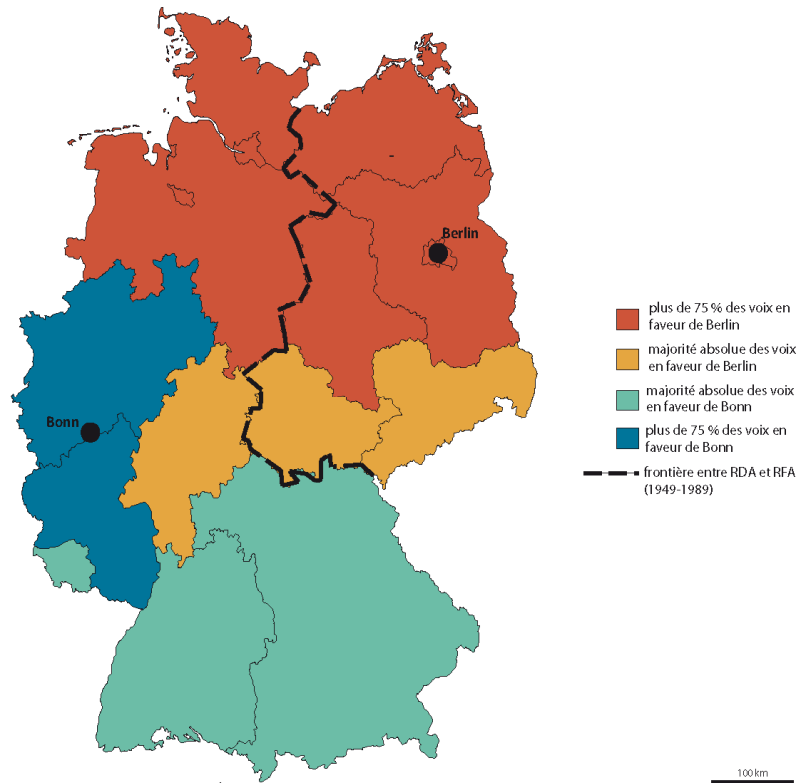 Berlin
Bonn
plus de 75 % des voix en
faveur de Berlin
majorité absolue des voix
en faveur de Berlin
majorité absolue des voix
en faveur de Bonn
plus de 75 % des voix en
faveur de Bonn
frontière entre RDA et RFA
(1949-1989)
100 km